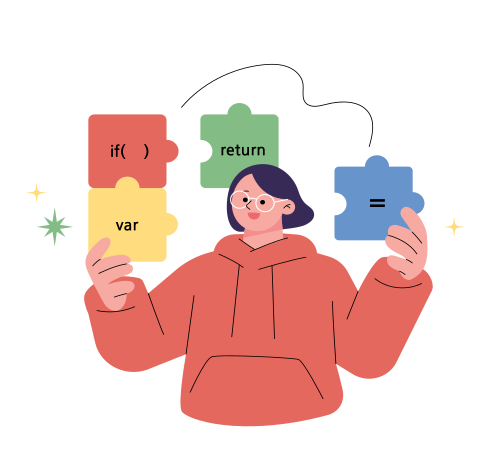 if( )
return
var
=